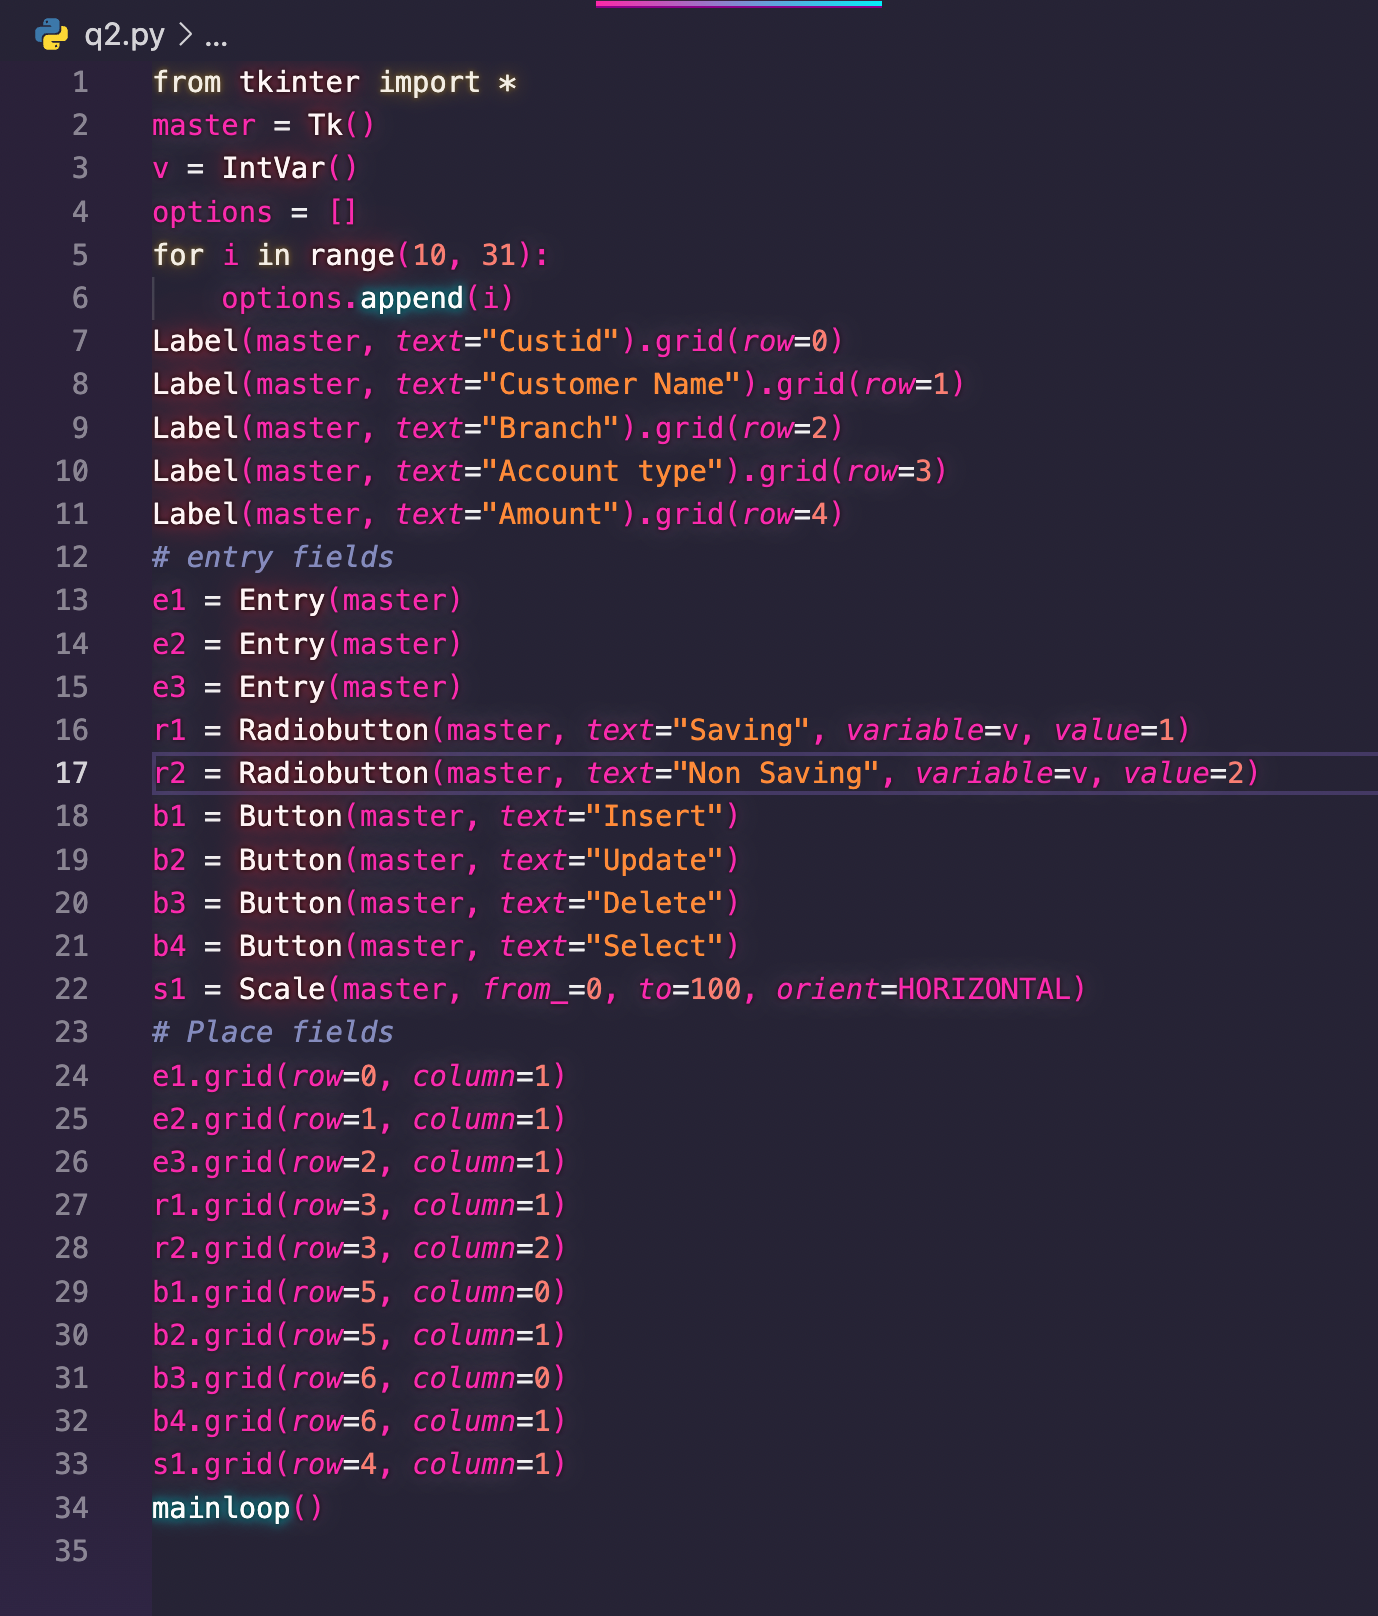 q2.py > ...
1 from tkinter import *
2 master = Tk()
3 v = IntVar()
4 options = []
5 for i in range(10, 31):
6     options.append(i)
7 Label(master, text="Custid").grid(row=0)
8 Label(master, text="Customer Name").grid(row=1)
9 Label(master, text="Branch").grid(row=2)
10 Label(master, text="Account type").grid(row=3)
11 Label(master, text="Amount").grid(row=4)
12 # entry fields
13 e1 = Entry(master)
14 e2 = Entry(master)
15 e3 = Entry(master)
16 r1 = Radiobutton(master, text="Saving", variable=v, value=1)
17 r2 = Radiobutton(master, text="Non Saving", variable=v, value=2)
18 b1 = Button(master, text="Insert")
19 b2 = Button(master, text="Update")
20 b3 = Button(master, text="Delete")
21 b4 = Button(master, text="Select")
22 s1 = Scale(master, from_=0, to=100, orient=HORIZONTAL)
23 # Place fields
24 e1.grid(row=0, column=1)
25 e2.grid(row=1, column=1)
26 e3.grid(row=2, column=1)
27 r1.grid(row=3, column=1)
28 r2.grid(row=3, column=2)
29 b1.grid(row=5, column=0)
30 b2.grid(row=5, column=1)
31 b3.grid(row=6, column=0)
32 b4.grid(row=6, column=1)
33 s1.grid(row=4, column=1)
34 mainloop()
35